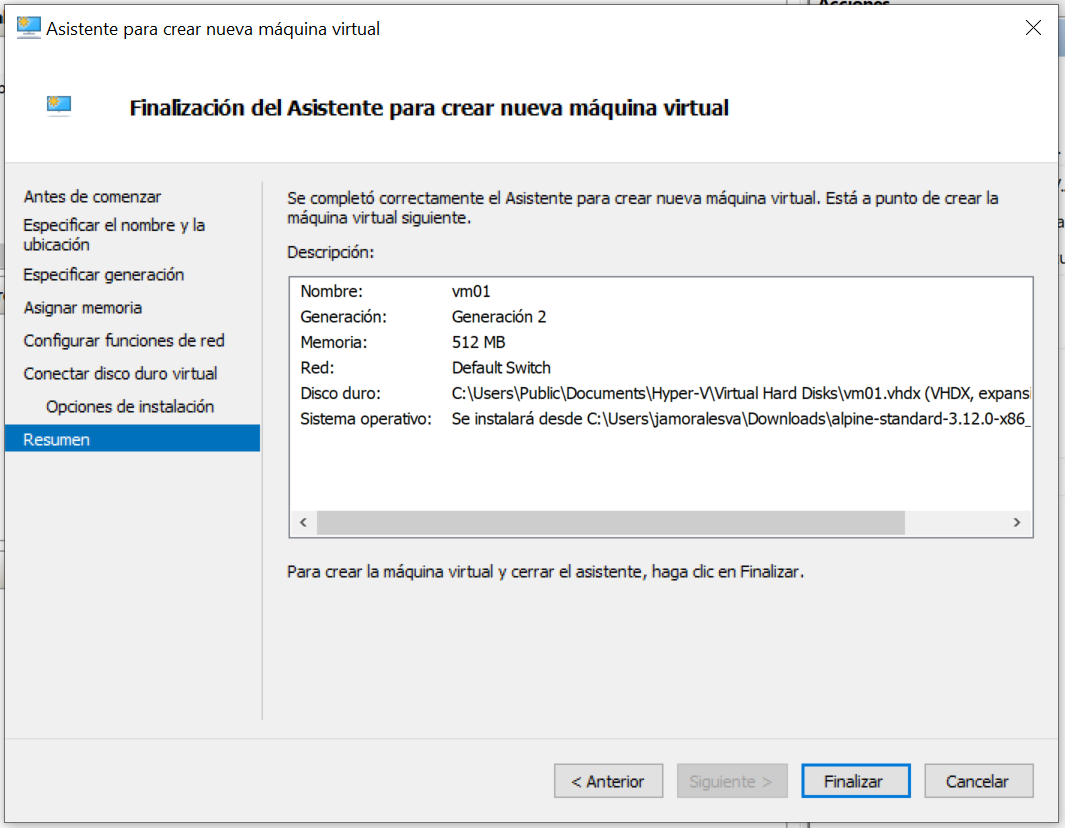 Acciones
Asistente para crear nueva máquina virtual
Finalización del Asistente para crear nueva máquina virtual
Antes de comenzar
Especificar el nombre y la
ubicación
Especificar generación
Asignar memoria
Configurar funciones de red
Conectar disco duro virtual
Opciones de instalación
Resumen
Se completó correctamente el Asistente para crear nueva máquina virtual. Está a punto de crear la
máquina virtual siguiente.
Descripción:
Nombre: vm01
Generación: Generación 2
Memoria: 512 MB
Red: Default Switch
Disco duro: C:\Users\Public\Documents\Hyper-V\Virtual Hard Disks\vm01.vhdx (VHDX, expansi
Sistema operativo: Se instalará desde C:\Users\jamoralesva\Downloads\alpine-standard-3.12.0-x86_
Para crear la máquina virtual y cerrar el asistente, haga clic en Finalizar.
< Anterior
Siguiente >
Finalizar
Cancelar